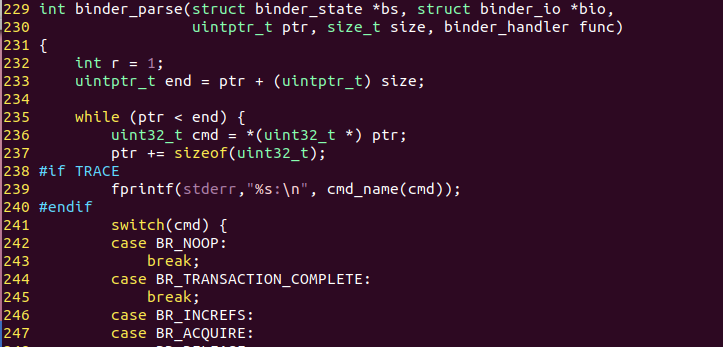 229 int binder_parse(struct binder_state *bs, struct binder_io *bio,
230                  uintptr_t ptr, size_t size, binder_handler func)
231 {
232     int r = 1;
233     uintptr_t end = ptr + (uintptr_t) size;
234
235     while (ptr < end) {
236         uint32_t cmd = *(uint32_t *) ptr;
237         ptr += sizeof(uint32_t);
238 #if TRACE
239         fprintf(stderr,"%s:\n", cmd_name(cmd));
240 #endif
241         switch(cmd) {
242         case BR_NOOP:
243             break;
244         case BR_TRANSACTION_COMPLETE:
245             break;
246         case BR_INCREFS:
247         case BR_ACQUIRE: